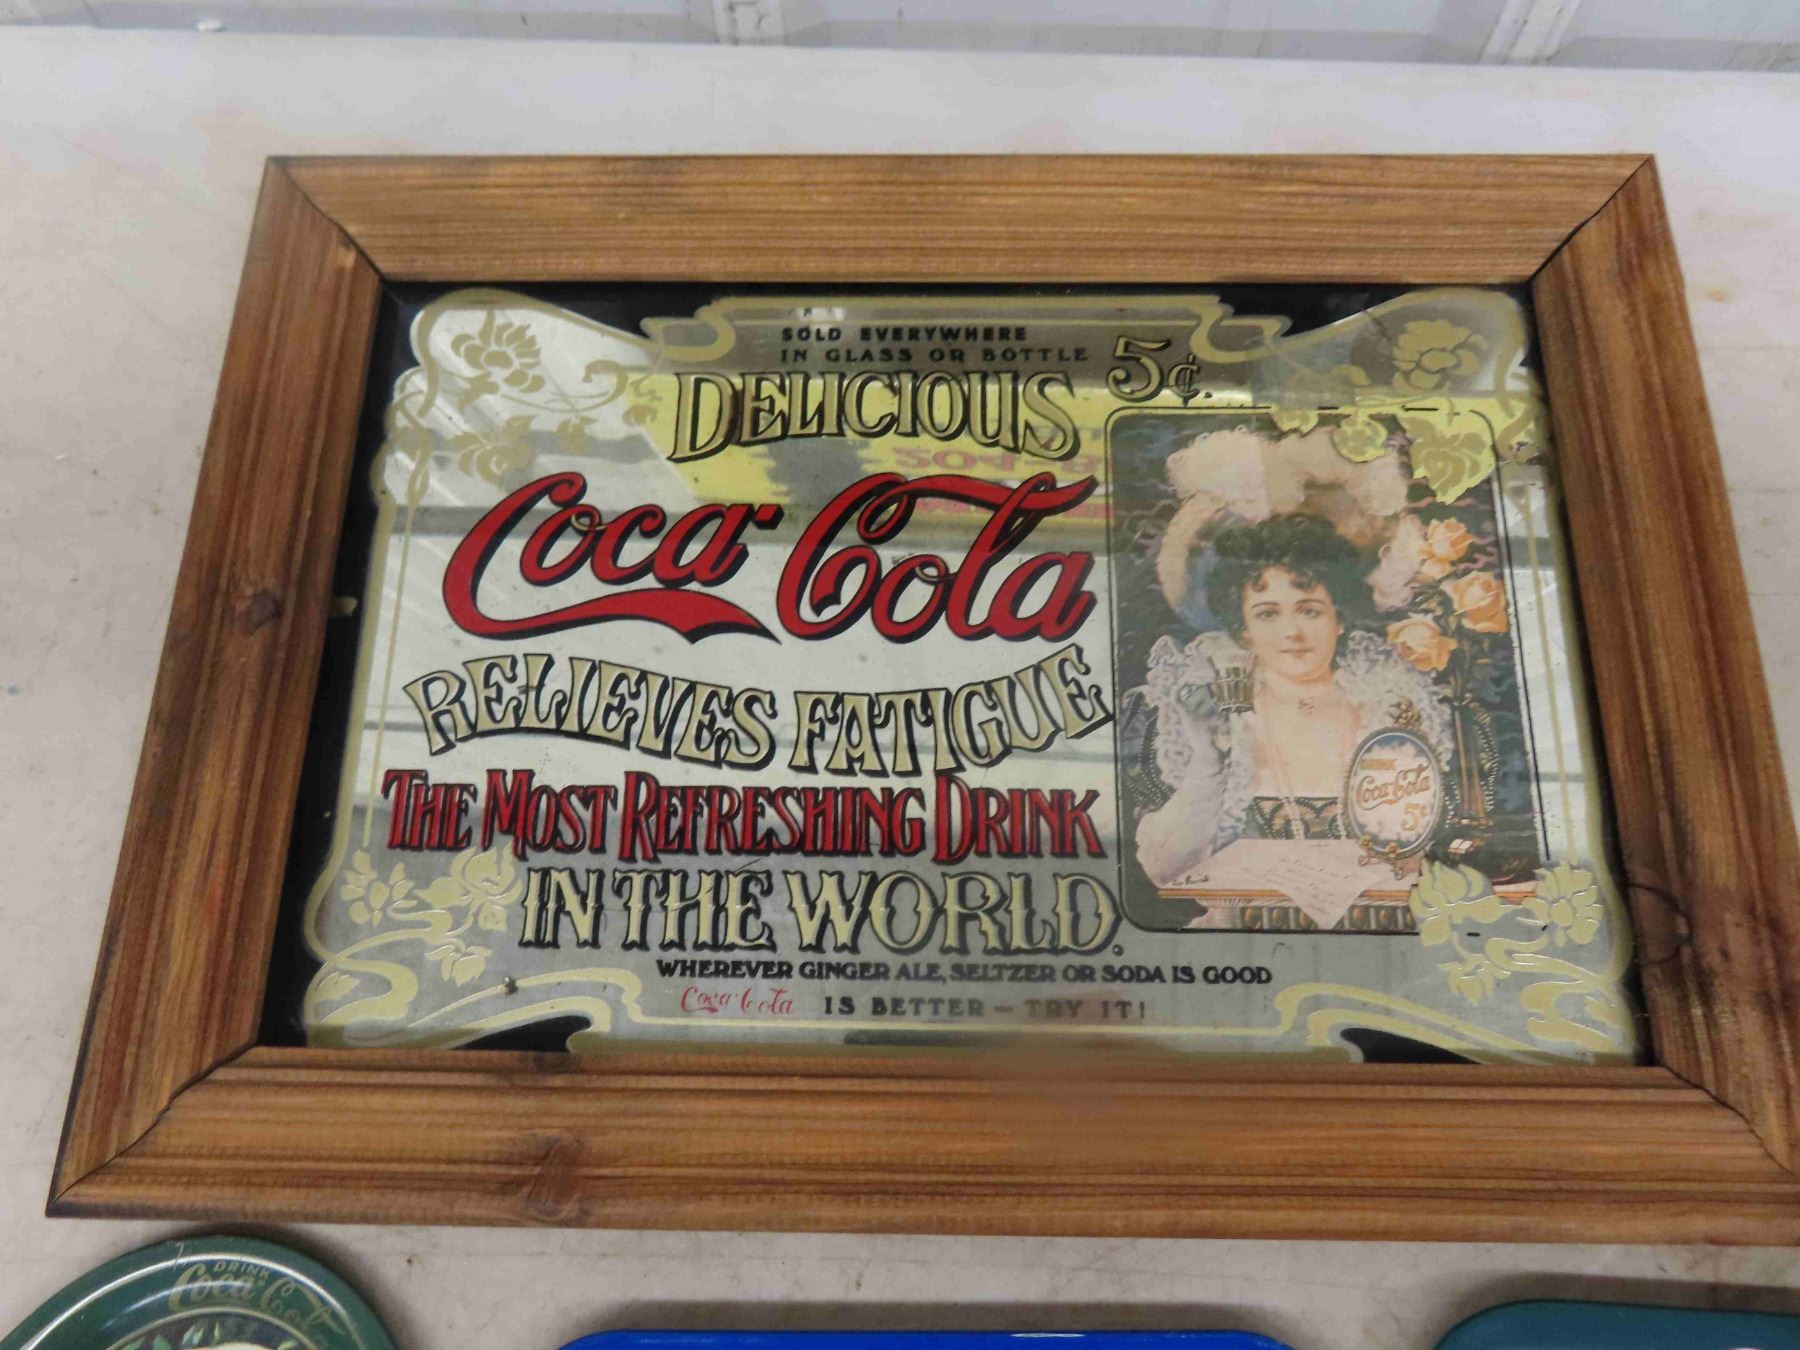 SOLD EVERYWHERE
IN GLASS OR BOTTLE
5¢.
DELICIOUS
Coca-Cola
RELIEVES FATIGUE
THE MOST REFRESHING DRINK
IN THE WORLD.
WHEREVER GINGER ALE, SELTZER OR SODA IS GOOD
Coca-Cola IS BETTER – TRY IT!
DRINK
Coca-Cola
5¢
DRINK
Coca-Cola